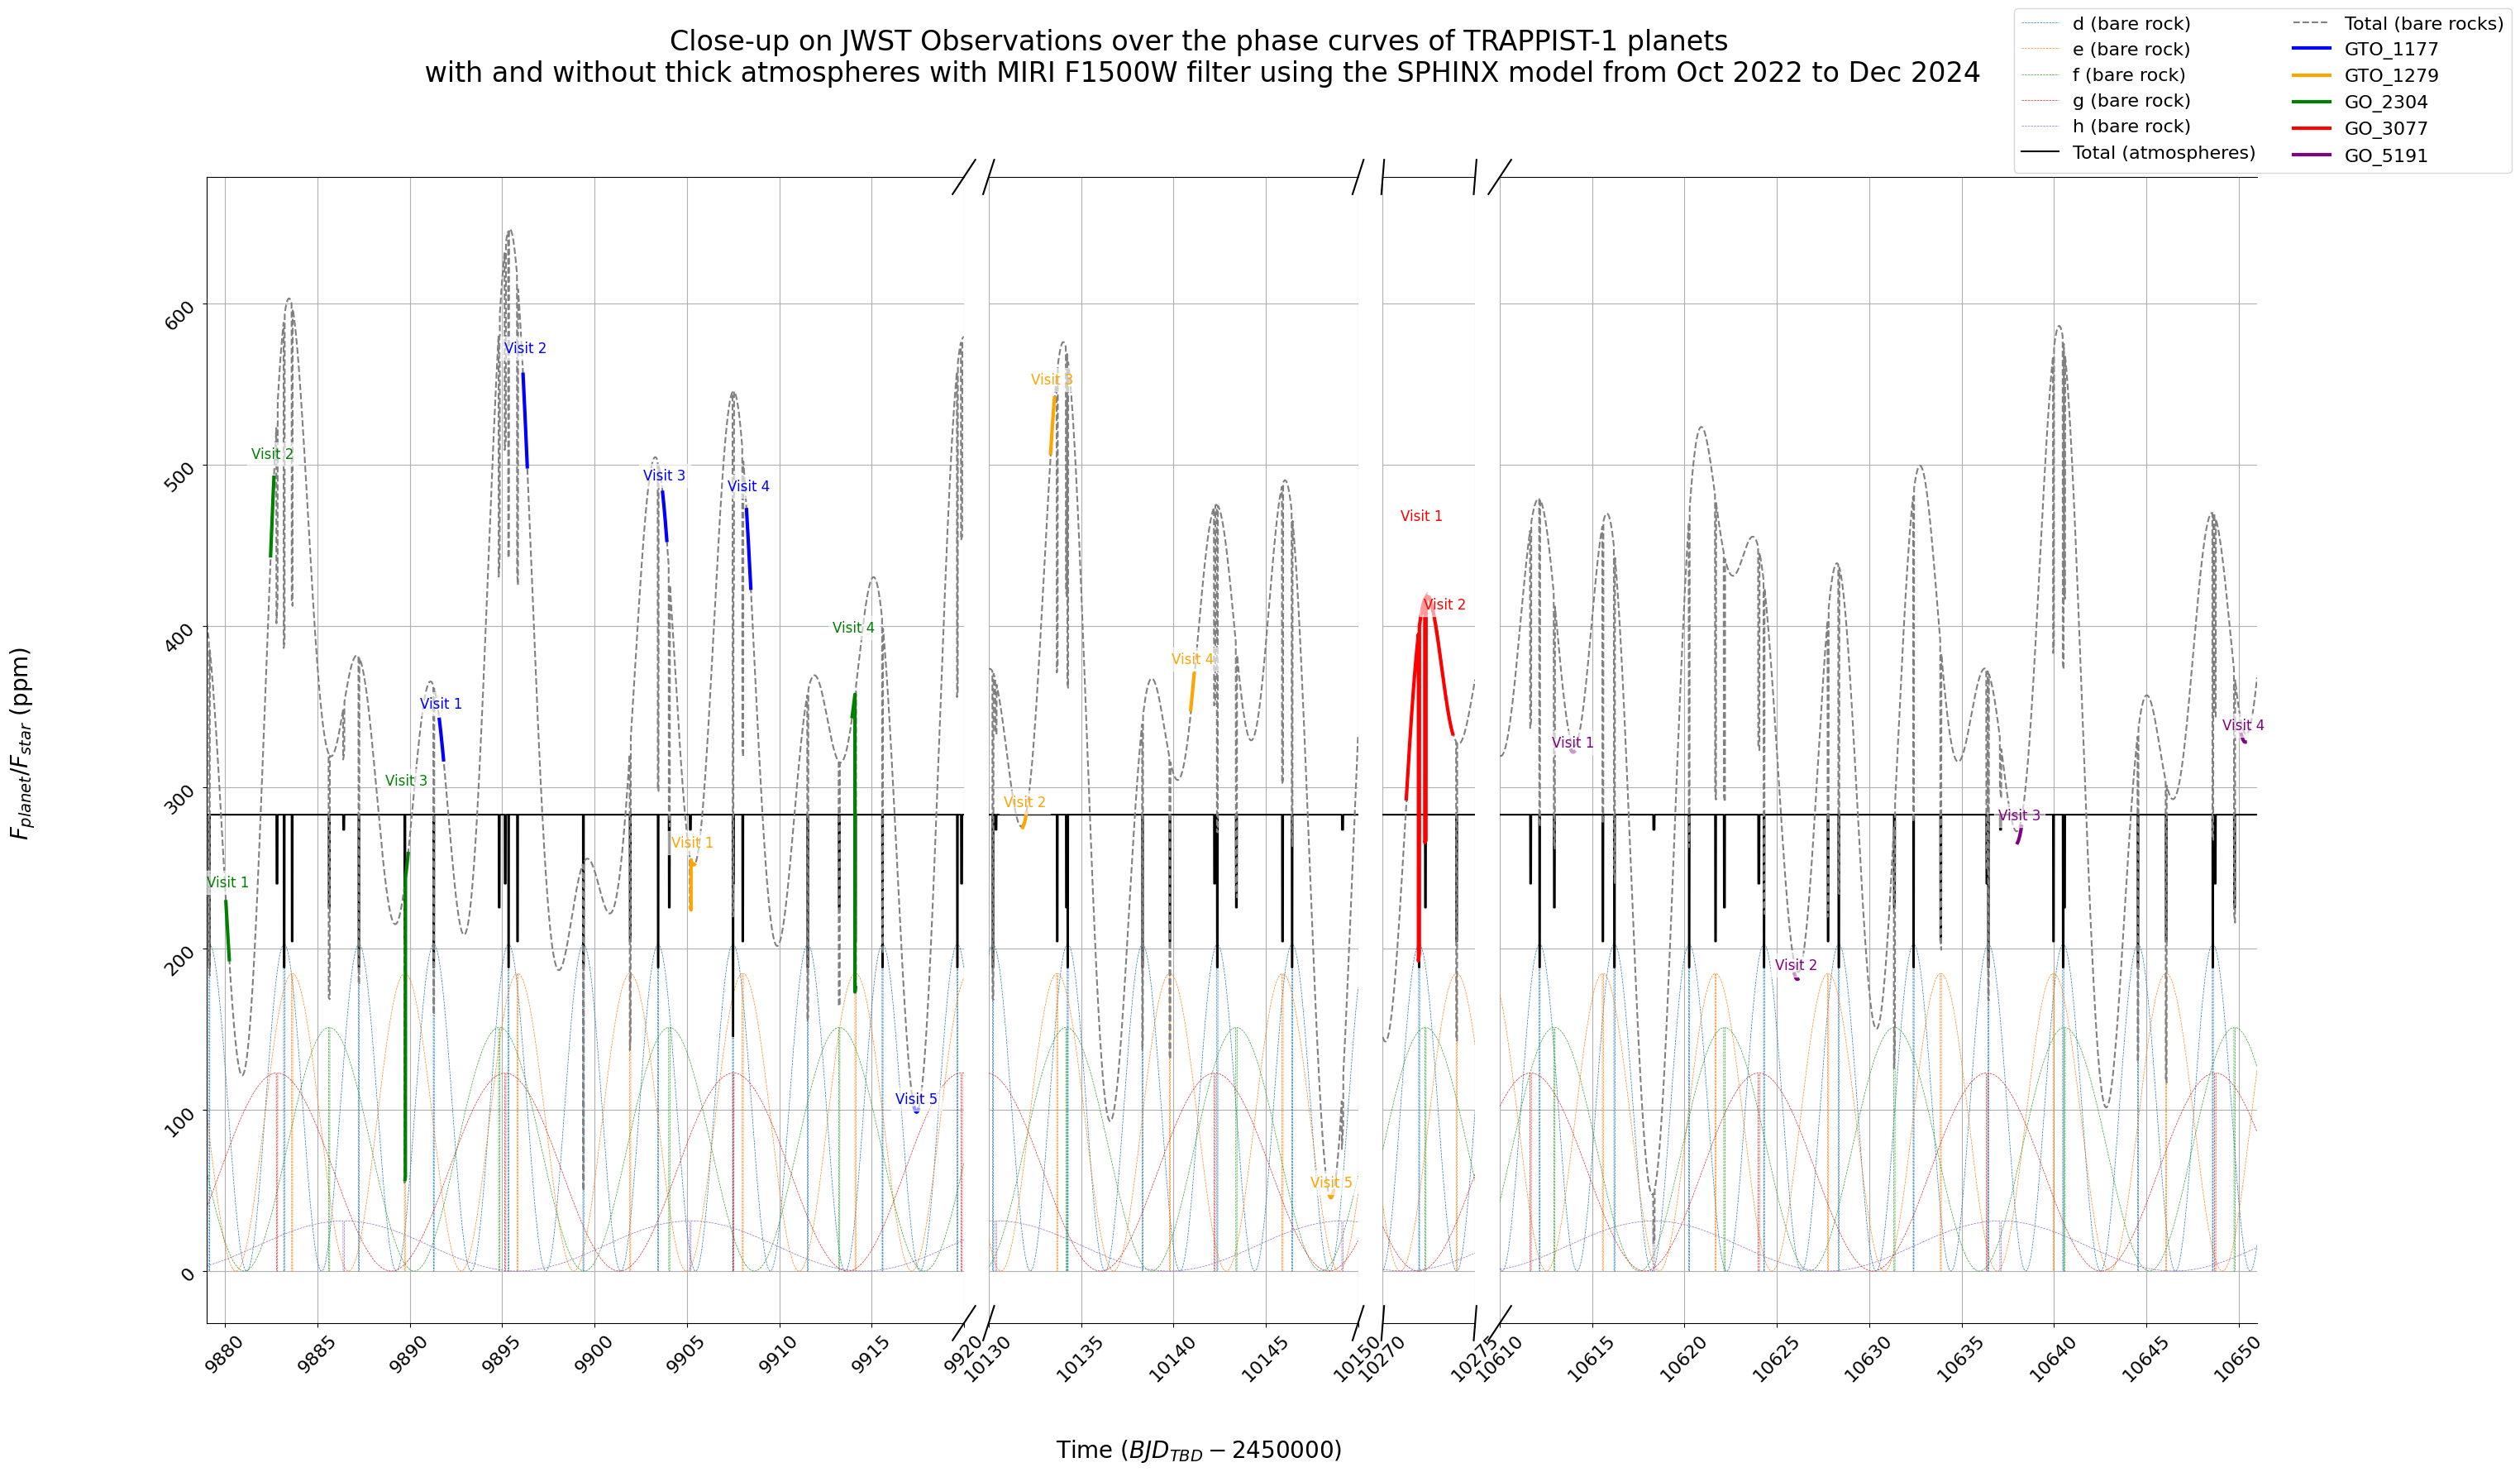 Close-up on JWST Observations over the phase curves of TRAPPIST-1 planets
with and without thick atmospheres with MIRI F1500W filter using the SPHINX model from Oct 2022 to Dec 2024
d (bare rock)
e (bare rock)
f (bare rock)
g (bare rock)
h (bare rock)
Total (atmospheres)
Total (bare rocks)
GTO_1177
GTO_1279
GO_2304
GO_3077
GO_5191
F_planet/F_star (ppm)
600
500
400
300
200
100
0
Visit 2
Visit 2
Visit 3
Visit 4
Visit 4
Visit 1
Visit 3
Visit 1
Visit 1
Visit 5
Visit 3
Visit 4
Visit 2
Visit 5
Visit 1
Visit 2
Visit 1
Visit 4
Visit 3
Visit 2
9880
9885
9890
9895
9900
9905
9910
9915
9920
10130
10135
10140
10145
10150
10270
10275
10610
10615
10620
10625
10630
10635
10640
10645
10650
Time (BJD_TBD − 2450000)